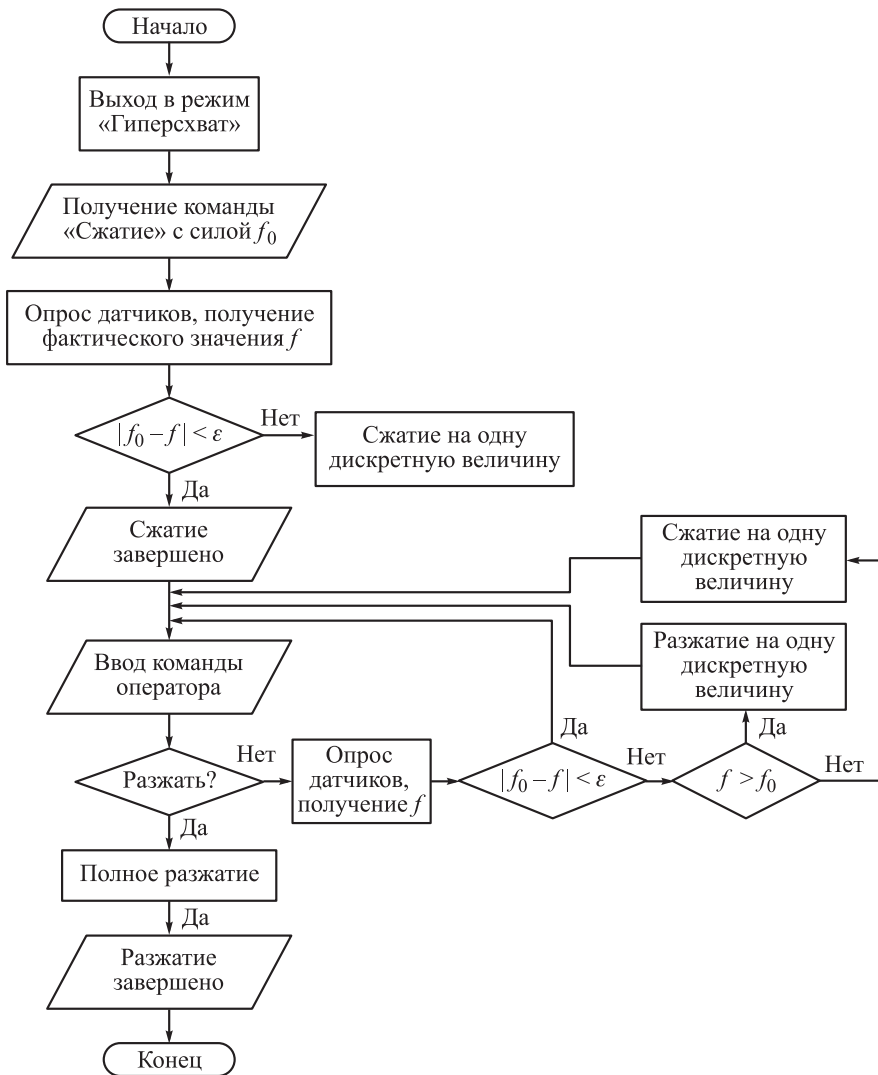 Начало
Выход в режим
«Гиперсхват»
Получение команды
«Сжатие» с силой f₀
Опрос датчиков, получение
фактического значения f
|f₀ – f| < ε
Нет
Сжатие на одну
дискретную величину
Да
Сжатие
завершено
Сжатие на одну
дискретную
величину
Разжатие на одну
дискретную
величину
Ввод команды
оператора
Разжать?
Нет
Опрос
датчиков,
получение f
Да
|f₀ – f| < ε
Нет
Да
f > f₀
Нет
Да
Полное разжатие
Да
Разжатие
завершено
Конец